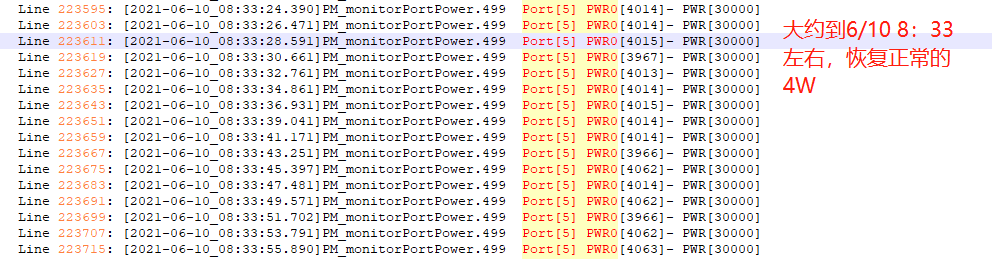 Line 223595: [2021-06-10_08:33:24.390]PM_monitorPortPower.499  Port[5] PWR0[4014]- PWR[30000]
Line 223603: [2021-06-10_08:33:26.471]PM_monitorPortPower.499  Port[5] PWR0[4014]- PWR[30000]
Line 223611: [2021-06-10_08:33:28.591]PM_monitorPortPower.499  Port[5] PWR0[4015]- PWR[30000]
Line 223619: [2021-06-10_08:33:30.661]PM_monitorPortPower.499  Port[5] PWR0[3967]- PWR[30000]
Line 223627: [2021-06-10_08:33:32.761]PM_monitorPortPower.499  Port[5] PWR0[4013]- PWR[30000]
Line 223635: [2021-06-10_08:33:34.861]PM_monitorPortPower.499  Port[5] PWR0[4014]- PWR[30000]
Line 223643: [2021-06-10_08:33:36.931]PM_monitorPortPower.499  Port[5] PWR0[4015]- PWR[30000]
Line 223651: [2021-06-10_08:33:39.041]PM_monitorPortPower.499  Port[5] PWR0[4014]- PWR[30000]
Line 223659: [2021-06-10_08:33:41.171]PM_monitorPortPower.499  Port[5] PWR0[4014]- PWR[30000]
Line 223667: [2021-06-10_08:33:43.251]PM_monitorPortPower.499  Port[5] PWR0[3966]- PWR[30000]
Line 223675: [2021-06-10_08:33:45.397]PM_monitorPortPower.499  Port[5] PWR0[4062]- PWR[30000]
Line 223683: [2021-06-10_08:33:47.481]PM_monitorPortPower.499  Port[5] PWR0[4014]- PWR[30000]
Line 223691: [2021-06-10_08:33:49.571]PM_monitorPortPower.499  Port[5] PWR0[4062]- PWR[30000]
Line 223699: [2021-06-10_08:33:51.702]PM_monitorPortPower.499  Port[5] PWR0[3966]- PWR[30000]
Line 223707: [2021-06-10_08:33:53.791]PM_monitorPortPower.499  Port[5] PWR0[4062]- PWR[30000]
Line 223715: [2021-06-10_08:33:55.890]PM_monitorPortPower.499  Port[5] PWR0[4063]- PWR[30000]
大约到6/10 8：33
左右，恢复正常的
4W